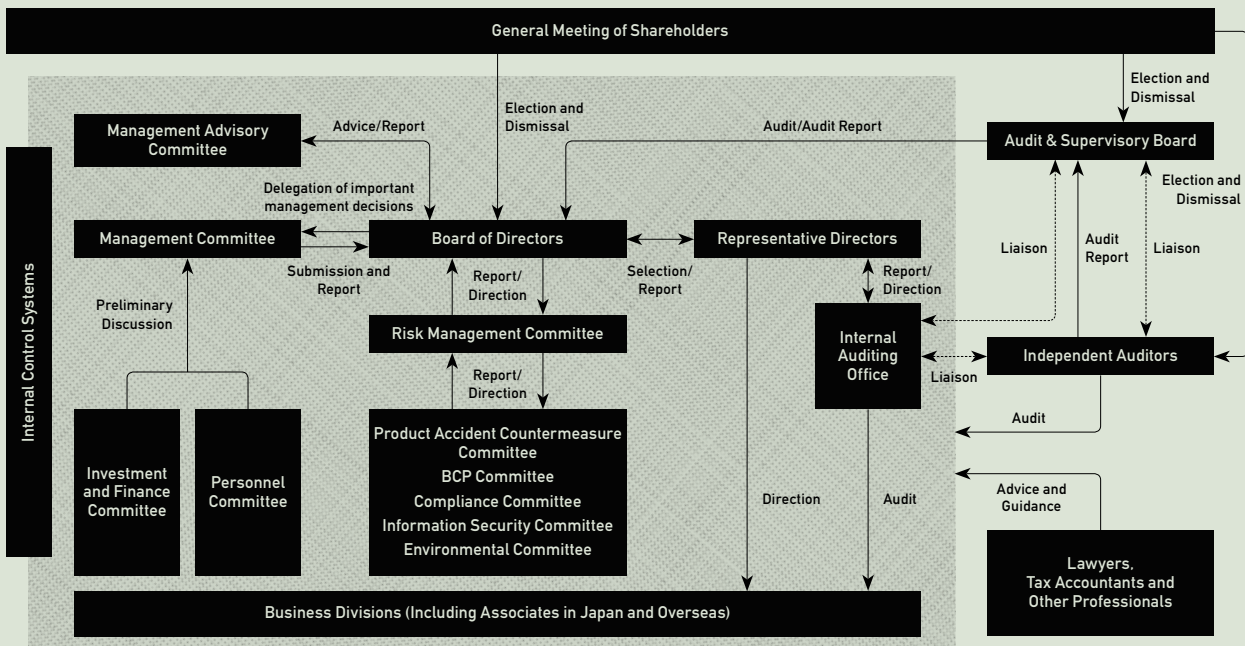 General Meeting of Shareholders
Election and
Dismissal
Election and
Dismissal
Management Advisory
Committee
Advice/Report
Audit/Audit Report
Audit & Supervisory Board
Delegation of important
management decisions
Election and
Dismissal
Management Committee
Board of Directors
Representative Directors
Submission and
Report
Report/
Direction
Selection/
Report
Report/
Direction
Liaison
Audit
Report
Liaison
Internal Control Systems
Preliminary
Discussion
Risk Management Committee
Internal
Auditing
Office
Independent Auditors
Liaison
Report/
Direction
Audit
Investment
and Finance
Committee
Personnel
Committee
Product Accident Countermeasure
Committee
BCP Committee
Compliance Committee
Information Security Committee
Environmental Committee
Direction
Audit
Advice and
Guidance
Lawyers,
Tax Accountants and
Other Professionals
Business Divisions (Including Associates in Japan and Overseas)